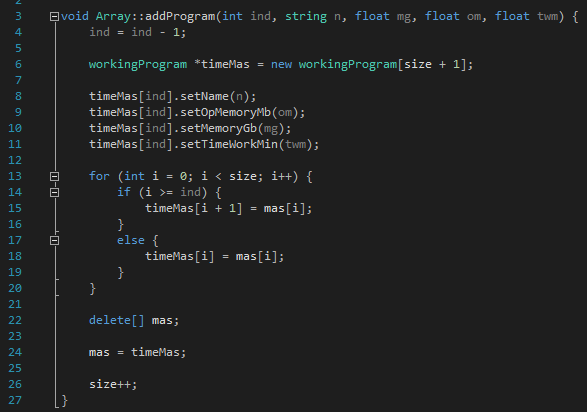 2
3 void Array::addProgram(int ind, string n, float mg, float om, float twm) {
4     ind = ind - 1;
5
6     workingProgram *timeMas = new workingProgram[size + 1];
7
8     timeMas[ind].setName(n);
9     timeMas[ind].setOpMemoryMb(om);
10     timeMas[ind].setMemoryGb(mg);
11     timeMas[ind].setTimeWorkMin(twm);
12
13     for (int i = 0; i < size; i++) {
14         if (i >= ind) {
15             timeMas[i + 1] = mas[i];
16         }
17         else {
18             timeMas[i] = mas[i];
19         }
20     }
21
22     delete[] mas;
23
24     mas = timeMas;
25
26     size++;
27 }